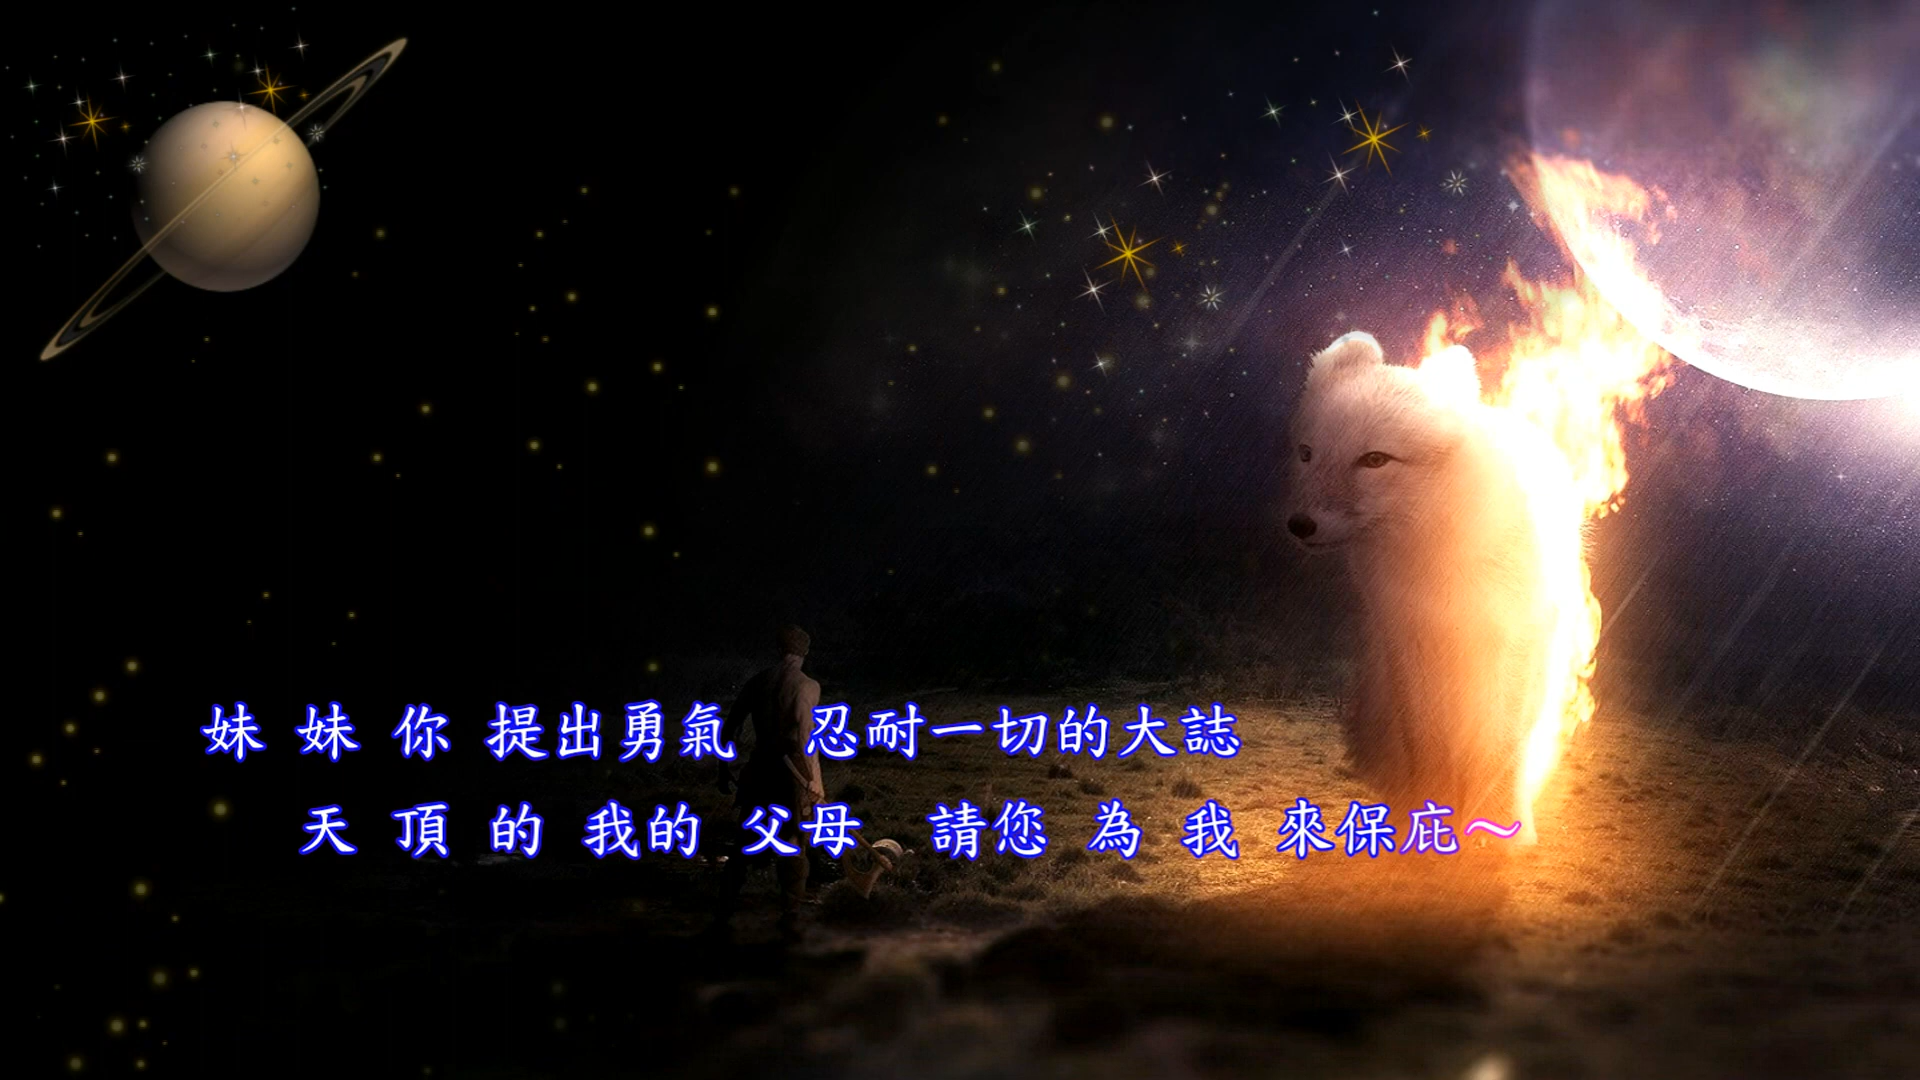 妹 妹 你 提出勇氣 忍耐一切的大誌
天 頂 的 我的 父母 請您 為 我 來保庇～